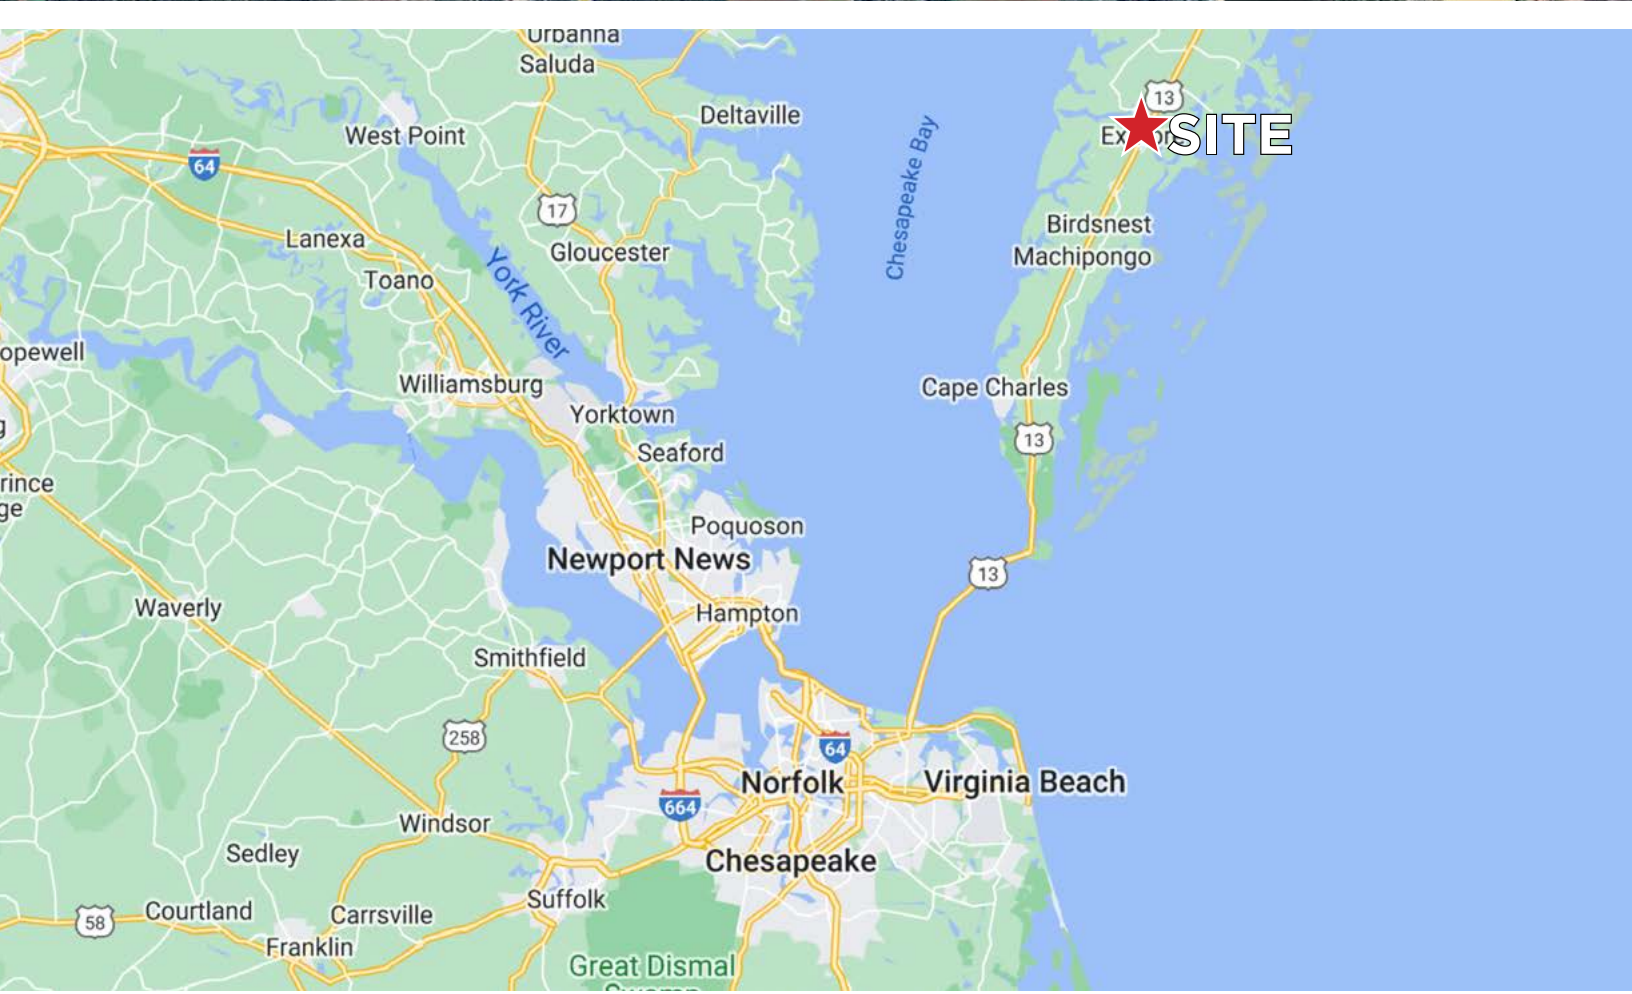 Urbanna
Saluda
Deltaville
13
West Point
SITE
64
Chesapeake Bay
17
Birdsnest
Lanexa
Gloucester
Machipongo
Toano
York River
opewell
Williamsburg
Cape Charles
Yorktown
13
Seaford
rince
ge
Poquoson
Newport News
13
Waverly
Hampton
Smithfield
258
64
Norfolk
Virginia Beach
664
Windsor
Sedley
Chesapeake
Suffolk
58
Courtland
Carrsville
Franklin
Great Dismal